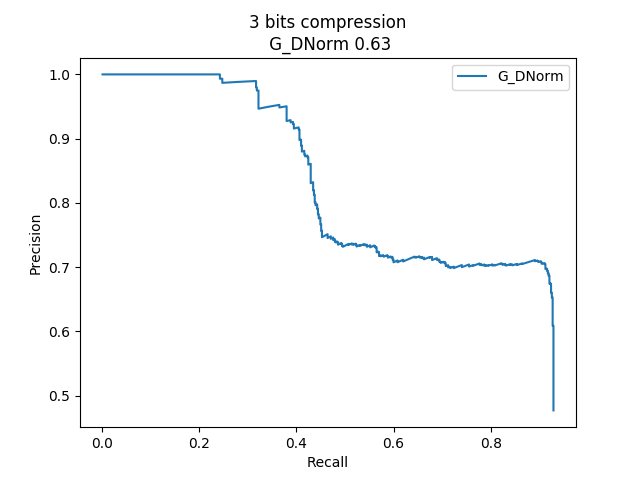 3 bits compression
G_DNorm 0.63
G_DNorm
1.0
0.9
0.8
0.7
0.6
0.5
Precision
0.0 0.2 0.4 0.6 0.8
Recall